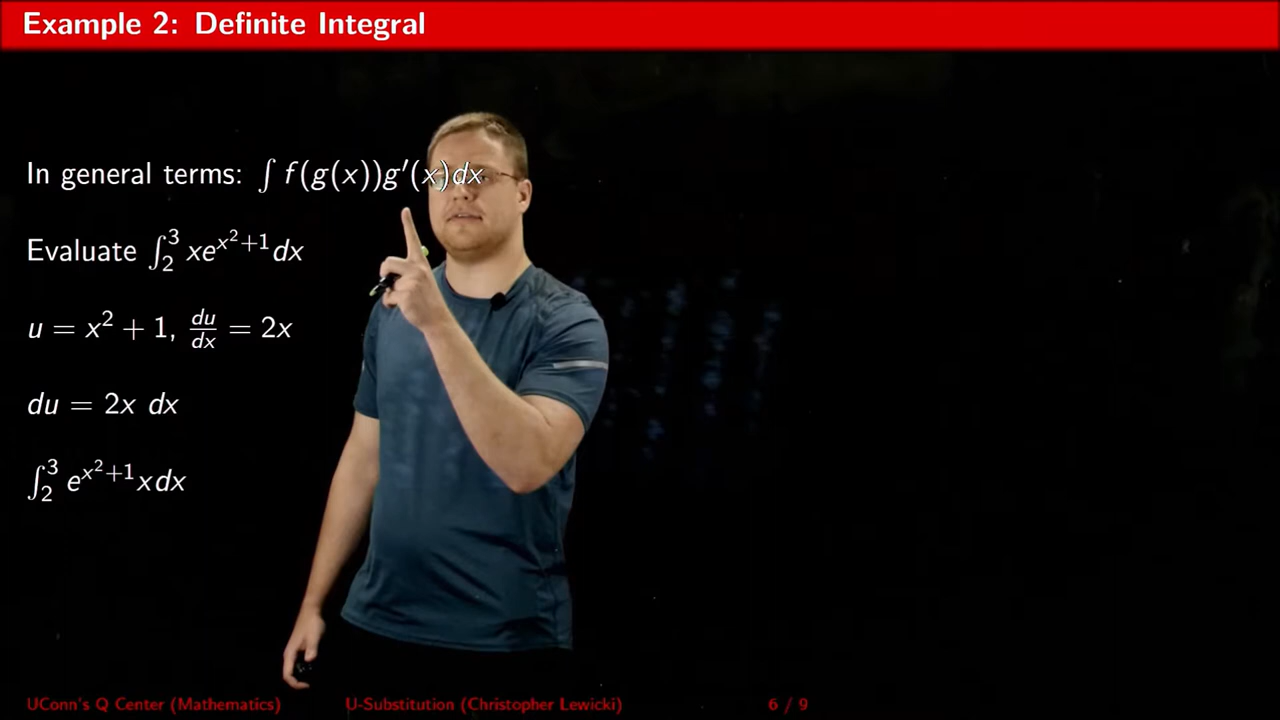 Example 2: Definite Integral
In general terms: ∫ f(g(x))g′(x)dx
Evaluate ∫₂³ xe^{x²+1}dx
u = x² + 1, du/dx = 2x
du = 2x dx
∫₂³ e^{x²+1}xdx
UConn's Q Center (Mathematics) U-Substitution (Christopher Lewicki) 6 / 9